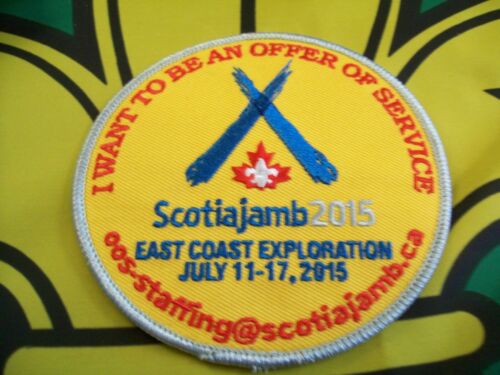 I WANT TO BE AN OFFER OF SERVICE
Scotiajamb2015
EAST COAST EXPLORATION
JULY 11-17, 2015
oos-staffing@scotiajamb.ca